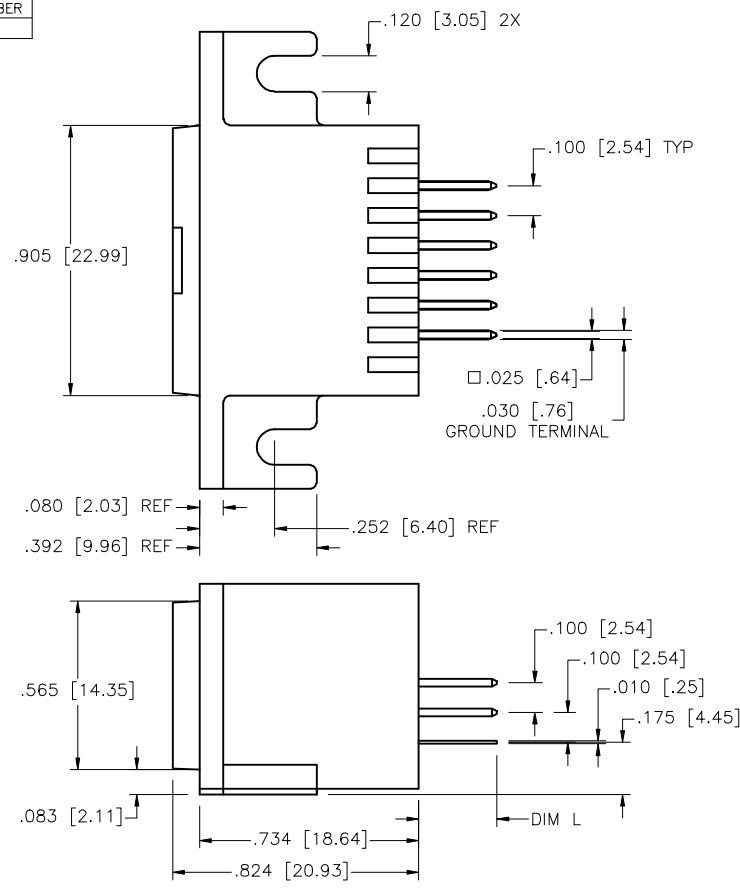 BER
.120 [3.05] 2X
.100 [2.54] TYP
.905 [22.99]
□.025 [.64]
.030 [.76]
GROUND TERMINAL
.080 [2.03] REF
.252 [6.40] REF
.392 [9.96] REF
.100 [2.54]
.100 [2.54]
.010 [.25]
.565 [14.35]
.175 [4.45]
.083 [2.11]
DIM L
.734 [18.64]
.824 [20.93]